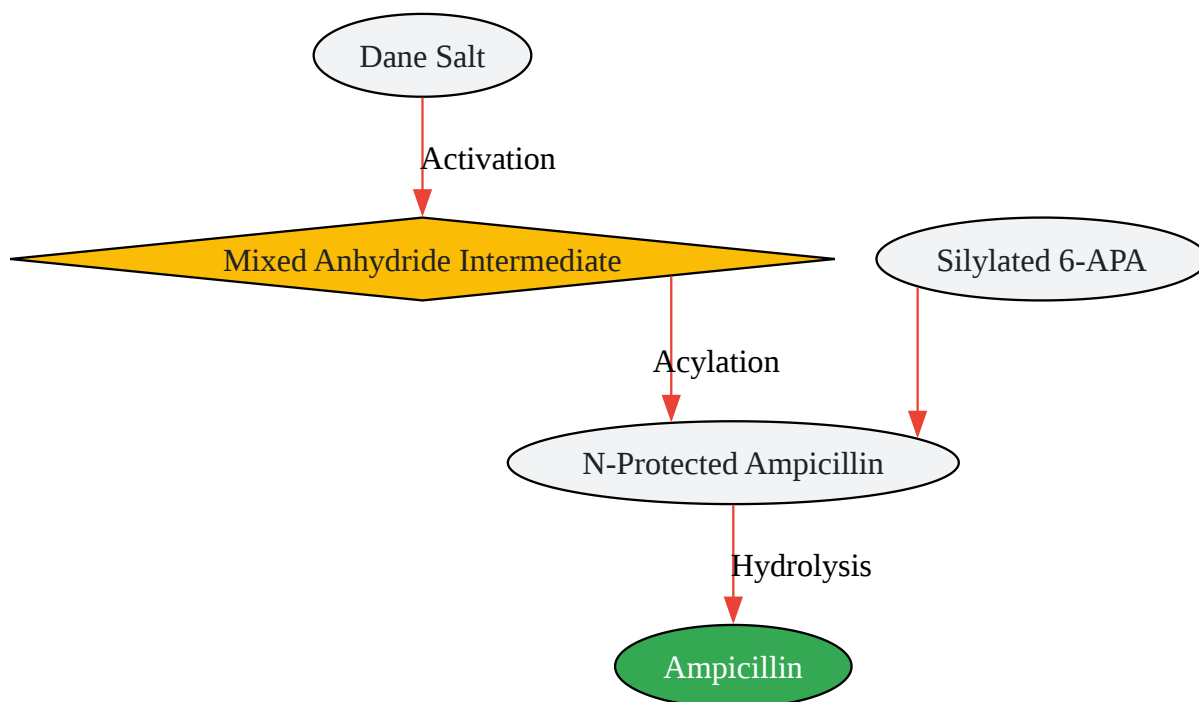 Dane Salt
Activation
Mixed Anhydride Intermediate
Silylated 6-APA
Acylation
N-Protected Ampicillin
Hydrolysis
Ampicillin